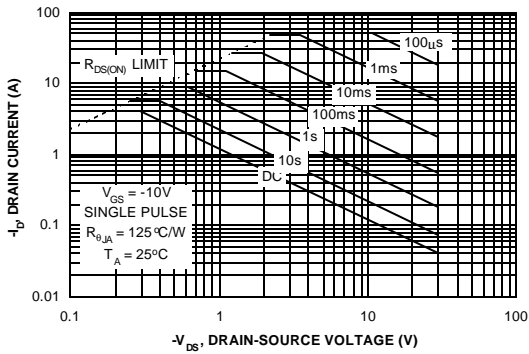 100
10
1
0.1
0.01
-I_D, DRAIN CURRENT (A)
R_DS(ON) LIMIT
100μs
1ms
10ms
100ms
1s
10s
DC
V_GS = -10V
SINGLE PULSE
R_θJA = 125 °C/W
T_A = 25°C
0.1
1
10
100
-V_DS, DRAIN-SOURCE VOLTAGE (V)